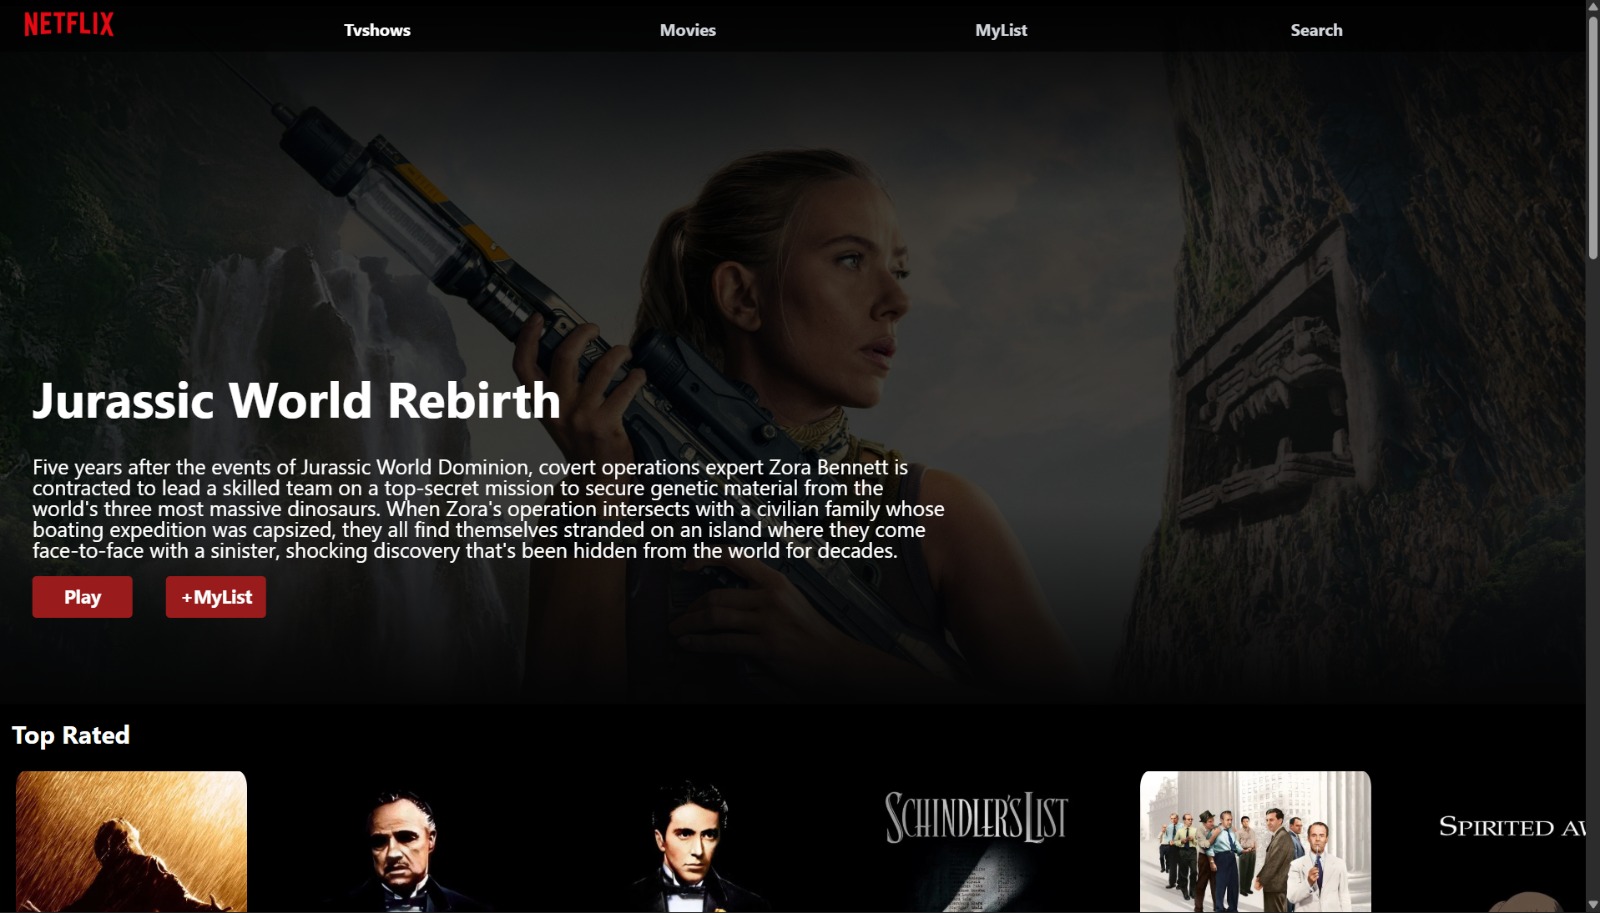 NETFLIX
Tvshows
Movies
MyList
Search
Jurassic World Rebirth
Five years after the events of Jurassic World Dominion, covert operations expert Zora Bennett is
contracted to lead a skilled team on a top-secret mission to secure genetic material from the
world's three most massive dinosaurs. When Zora's operation intersects with a civilian family whose
boating expedition was capsized, they all find themselves stranded on an island where they come
face-to-face with a sinister, shocking discovery that's been hidden from the world for decades.
Play
+MyList
Top Rated
SCHINDLER'S LIST
SPIRITED AW